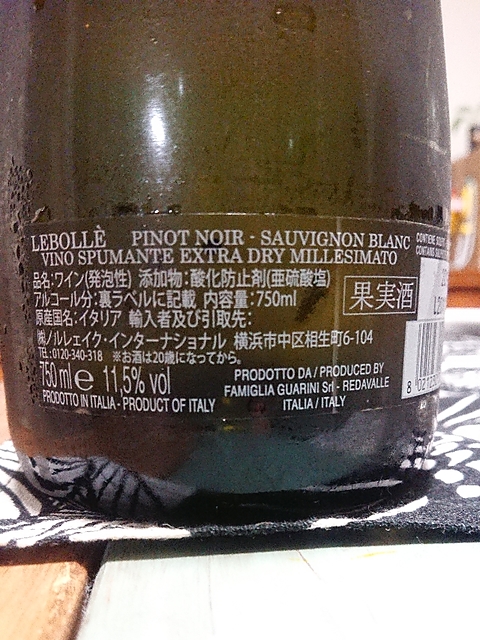 LEBOLLÈ PINOT NOIR - SAUVIGNON BLANC
VINO SPUMANTE EXTRA DRY MILLESIMATO
CONTIENE
CONTAINS
品名:ワイン(発泡性) 添加物:酸化防止剤(亜硫酸塩)
アルコール分:裏ラベルに記載 内容量:750ml
原産国名:イタリア 輸入者及び引取先:
果実酒
㈱ノルレェイク・インターナショナル 横浜市中区相生町6-104
TEL:0120-340-318 ※お酒は20歳になってから。
750 ml e 11,5% vol
PRODOTTO IN ITALIA - PRODUCT OF ITALY
PRODOTTO DA / PRODUCED BY
FAMIGLIA GUARINI Srl - REDAVALLE
ITALIA / ITALY